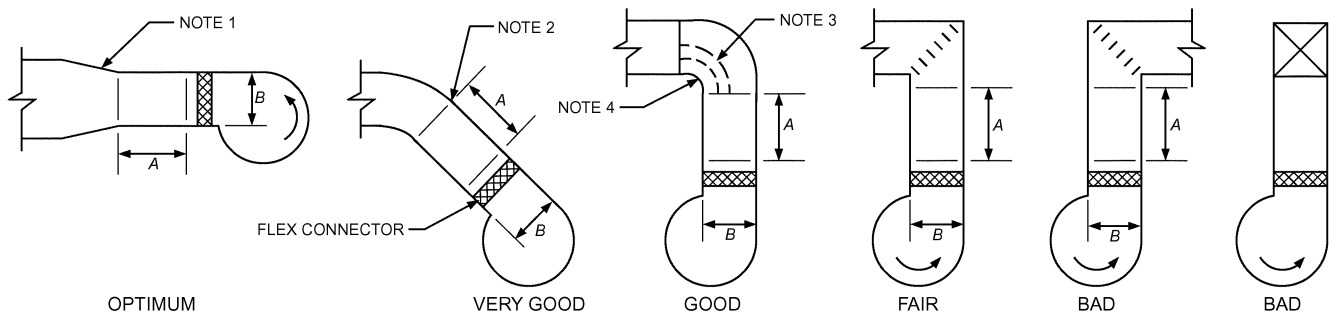 NOTE 1
B
A
OPTIMUM
NOTE 2
A
FLEX CONNECTOR
B
VERY GOOD
NOTE 3
NOTE 4
A
B
GOOD
A
B
FAIR
A
B
BAD
BAD